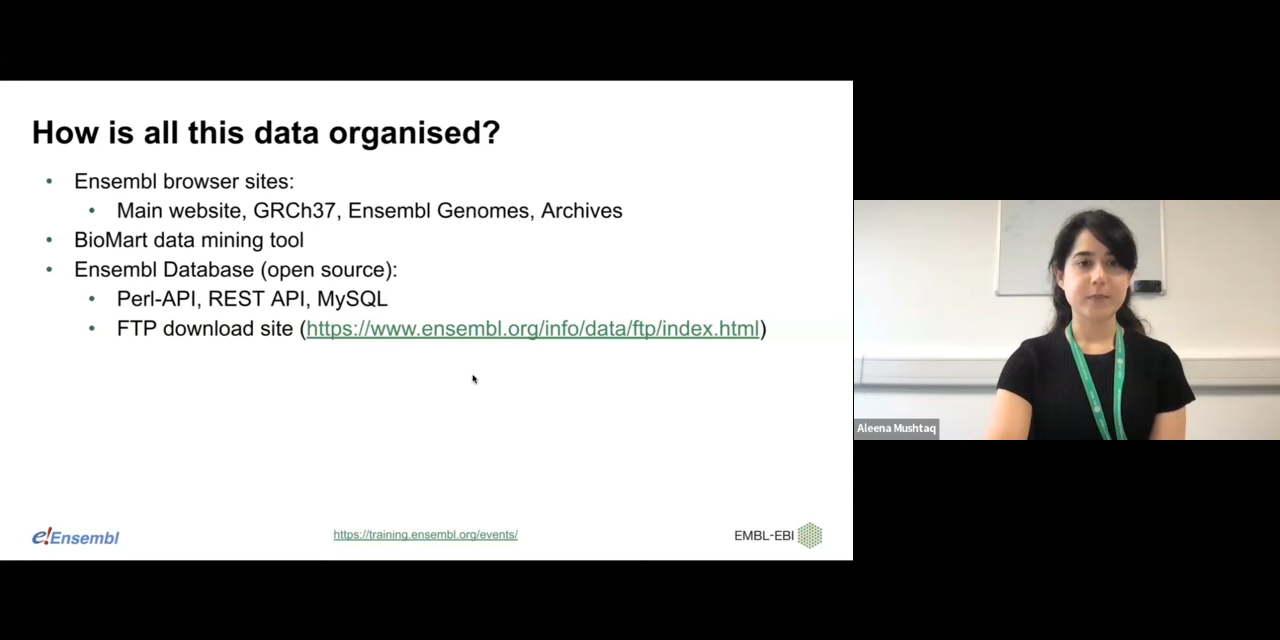 How is all this data organised?
• Ensembl browser sites:
• Main website, GRCh37, Ensembl Genomes, Archives
• BioMart data mining tool
• Ensembl Database (open source):
• Perl-API, REST API, MySQL
• FTP download site (https://www.ensembl.org/info/data/ftp/index.html)
Aleena Mushtaq
e!Ensembl
https://training.ensembl.org/events/
EMBL-EBI